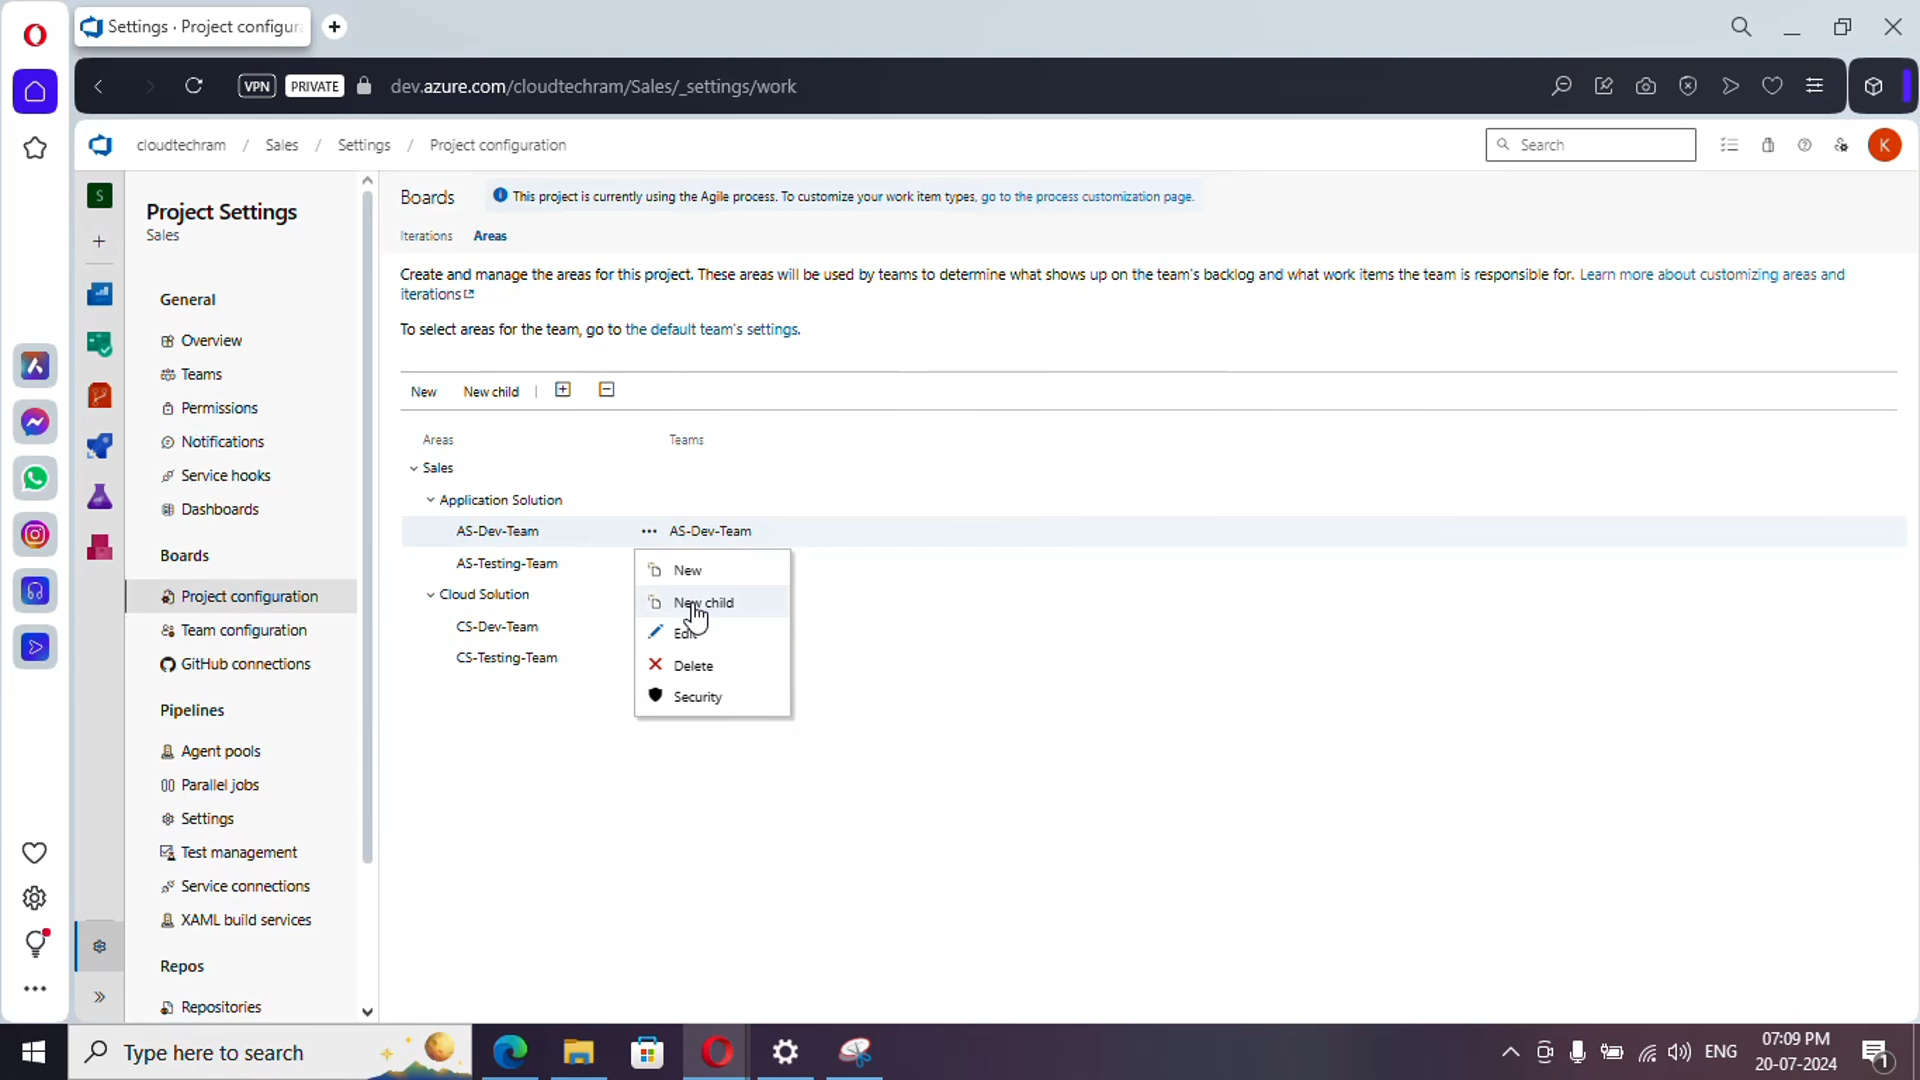 Settings · Project configura
VPN
PRIVATE
dev.azure.com/cloudtechram/Sales/_settings/work
cloudtechram / Sales / Settings / Project configuration
Search
K
S
Project Settings
Sales
General
Overview
Teams
Permissions
Notifications
Service hooks
Dashboards
Boards
Project configuration
Team configuration
GitHub connections
Pipelines
Agent pools
Parallel jobs
Settings
Test management
Service connections
XAML build services
Repos
Repositories
Boards
This project is currently using the Agile process. To customize your work item types, go to the process customization page.
Iterations
Areas
Create and manage the areas for this project. These areas will be used by teams to determine what shows up on the team's backlog and what work items the team is responsible for. Learn more about customizing areas and
iterations
To select areas for the team, go to the default team's settings.
New
New child
Areas
Teams
Sales
Application Solution
AS-Dev-Team
AS-Dev-Team
AS-Testing-Team
Cloud Solution
CS-Dev-Team
CS-Testing-Team
New
New child
Edit
Delete
Security
Type here to search
ENG
07:09 PM
20-07-2024
1